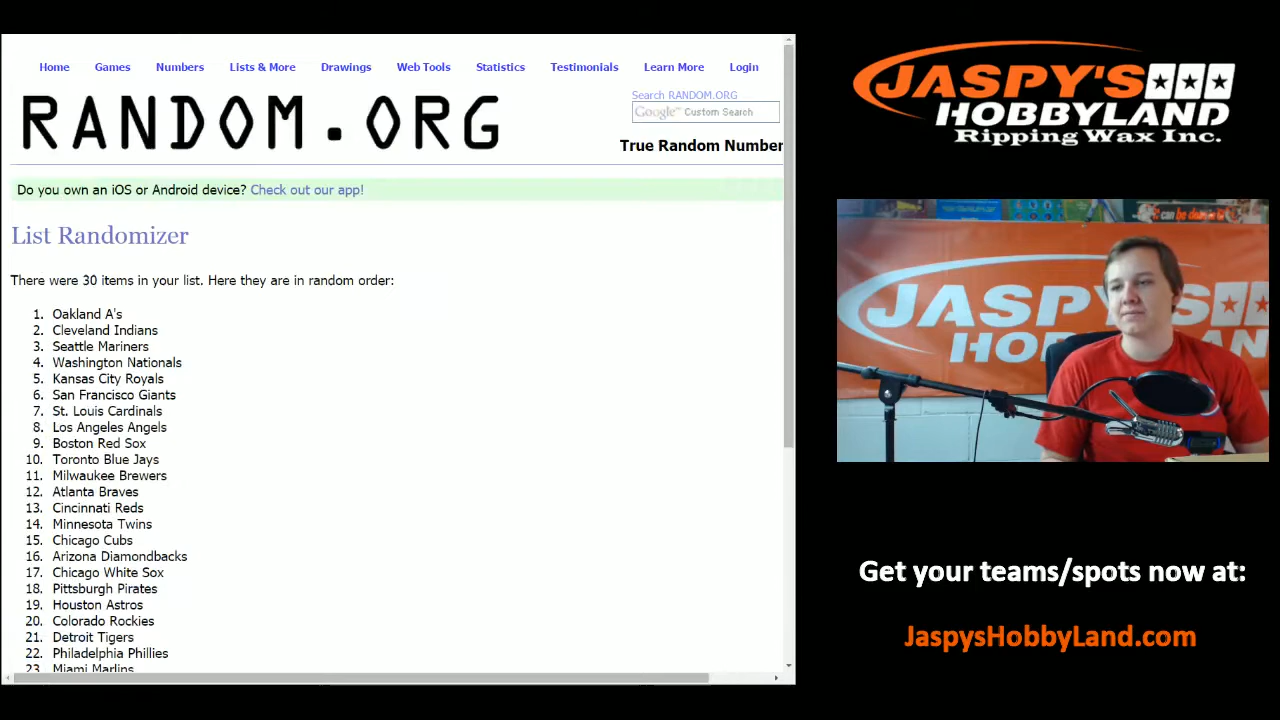 Home Games Numbers Lists & More Drawings Web Tools Statistics Testimonials Learn More Login
RANDOM.ORG
Search RANDOM.ORG
Google™ Custom Search
True Random Number
Do you own an iOS or Android device? Check out our app!
List Randomizer
There were 30 items in your list. Here they are in random order:
1. Oakland A's
2. Cleveland Indians
3. Seattle Mariners
4. Washington Nationals
5. Kansas City Royals
6. San Francisco Giants
7. St. Louis Cardinals
8. Los Angeles Angels
9. Boston Red Sox
10. Toronto Blue Jays
11. Milwaukee Brewers
12. Atlanta Braves
13. Cincinnati Reds
14. Minnesota Twins
15. Chicago Cubs
16. Arizona Diamondbacks
17. Chicago White Sox
18. Pittsburgh Pirates
19. Houston Astros
20. Colorado Rockies
21. Detroit Tigers
22. Philadelphia Phillies
23. Miami Marlins
JASPY'S
HOBBYLAND
Ripping Wax Inc.
JASPY'S
Get your teams/spots now at:
JaspysHobbyLand.com